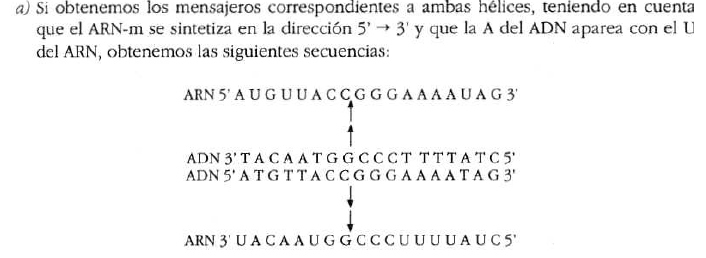 a) Si obtenemos los mensajeros correspondientes a ambas hélices, teniendo en cuenta
que el ARN-m se sintetiza en la dirección 5' → 3' y que la A del ADN aparea con el U
del ARN, obtenemos las siguientes secuencias:
ARN 5' A U G U U A C C G G G A A A A U A G 3'
ADN 3' T A C A A T G G C C C T T T T A T C 5'
ADN 5' A T G T T A C C G G G A A A A T A G 3'
ARN 3' U A C A A U G G C C C U U U U A U C 5'